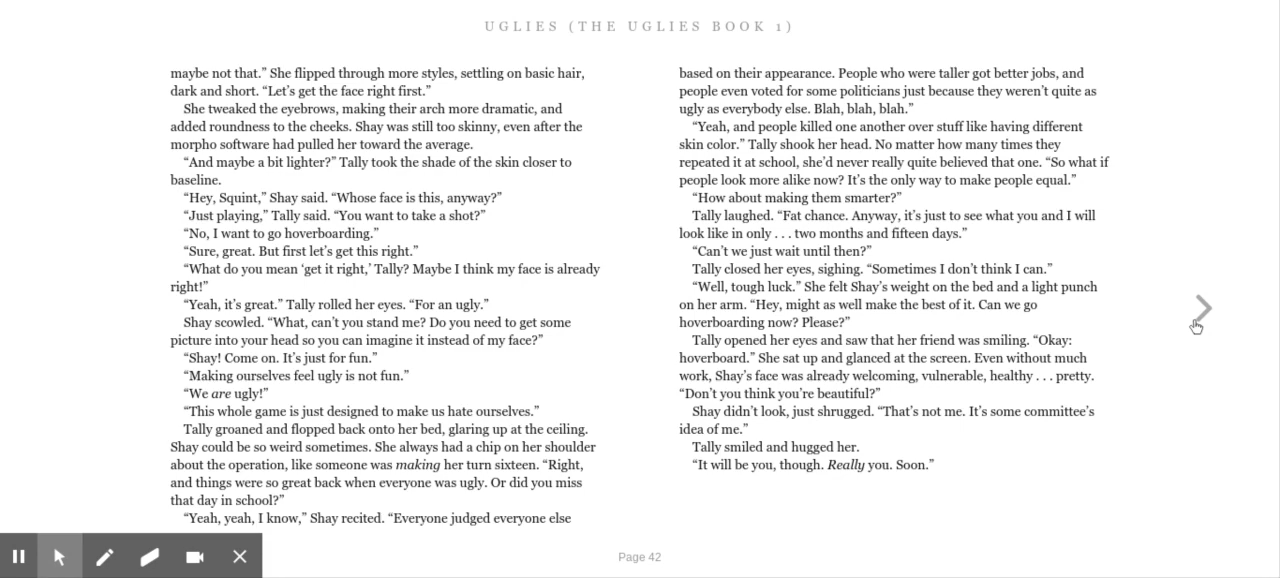 UGLIES (THE UGLIES BOOK 1)
maybe not that.” She flipped through more styles, settling on basic hair,
dark and short. “Let’s get the face right first.”
She tweaked the eyebrows, making their arch more dramatic, and
added roundness to the cheeks. Shay was still too skinny, even after the
morpho software had pulled her toward the average.
“And maybe a bit lighter?” Tally took the shade of the skin closer to
baseline.
“Hey, Squint,” Shay said. “Whose face is this, anyway?”
“Just playing,” Tally said. “You want to take a shot?”
“No, I want to go hoverboarding.”
“Sure, great. But first let’s get this right.”
“What do you mean ‘get it right,’ Tally? Maybe I think my face is already
right!”
“Yeah, it’s great.” Tally rolled her eyes. “For an ugly.”
Shay scowled. “What, can’t you stand me? Do you need to get some
picture into your head so you can imagine it instead of my face?”
“Shay! Come on. It’s just for fun.”
“Making ourselves feel ugly is not fun.”
“We are ugly!”
“This whole game is just designed to make us hate ourselves.”
Tally groaned and flopped back onto her bed, glaring up at the ceiling.
Shay could be so weird sometimes. She always had a chip on her shoulder
about the operation, like someone was making her turn sixteen. “Right,
and things were so great back when everyone was ugly. Or did you miss
that day in school?”
“Yeah, yeah, I know,” Shay recited. “Everyone judged everyone else
based on their appearance. People who were taller got better jobs, and
people even voted for some politicians just because they weren’t quite as
ugly as everybody else. Blah, blah, blah.”
“Yeah, and people killed one another over stuff like having different
skin color.” Tally shook her head. No matter how many times they
repeated it at school, she’d never really quite believed that one. “So what if
people look more alike now? It’s the only way to make people equal.”
“How about making them smarter?”
Tally laughed. “Fat chance. Anyway, it’s just to see what you and I will
look like in only . . . two months and fifteen days.”
“Can’t we just wait until then?”
Tally closed her eyes, sighing. “Sometimes I don’t think I can.”
“Well, tough luck.” She felt Shay’s weight on the bed and a light punch
on her arm. “Hey, might as well make the best of it. Can we go
hoverboarding now? Please?”
Tally opened her eyes and saw that her friend was smiling. “Okay:
hoverboard.” She sat up and glanced at the screen. Even without much
work, Shay’s face was already welcoming, vulnerable, healthy . . . pretty.
“Don’t you think you’re beautiful?”
Shay didn’t look, just shrugged. “That’s not me. It’s some committee’s
idea of me.”
Tally smiled and hugged her.
“It will be you, though. Really you. Soon.”
Page 42